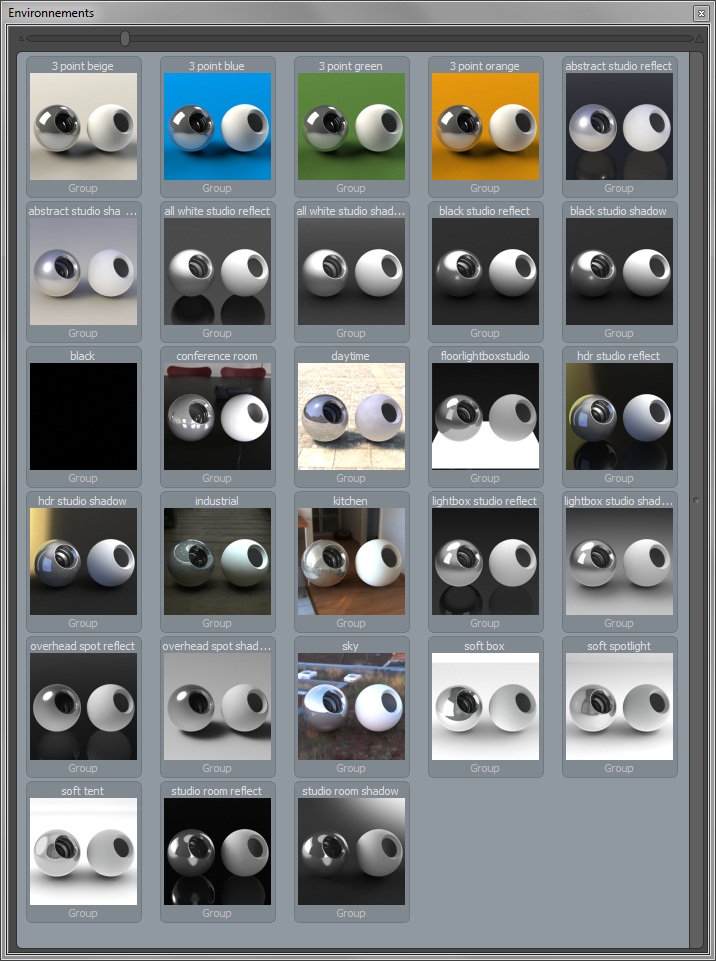 Environnements
3 point beige
3 point blue
3 point green
3 point orange
abstract studio reflect
Group
Group
Group
Group
Group
abstract studio sha ...
all white studio reflect
all white studio shad...
black studio reflect
black studio shadow
Group
Group
Group
Group
Group
black
conference room
daytime
floorlightboxstudio
hdr studio reflect
Group
Group
Group
Group
Group
hdr studio shadow
industrial
kitchen
lightbox studio reflect
lightbox studio shad...
Group
Group
Group
Group
Group
overhead spot reflect
overhead spot shad...
sky
soft box
soft spotlight
Group
Group
Group
Group
Group
soft tent
studio room reflect
studio room shadow
Group
Group
Group